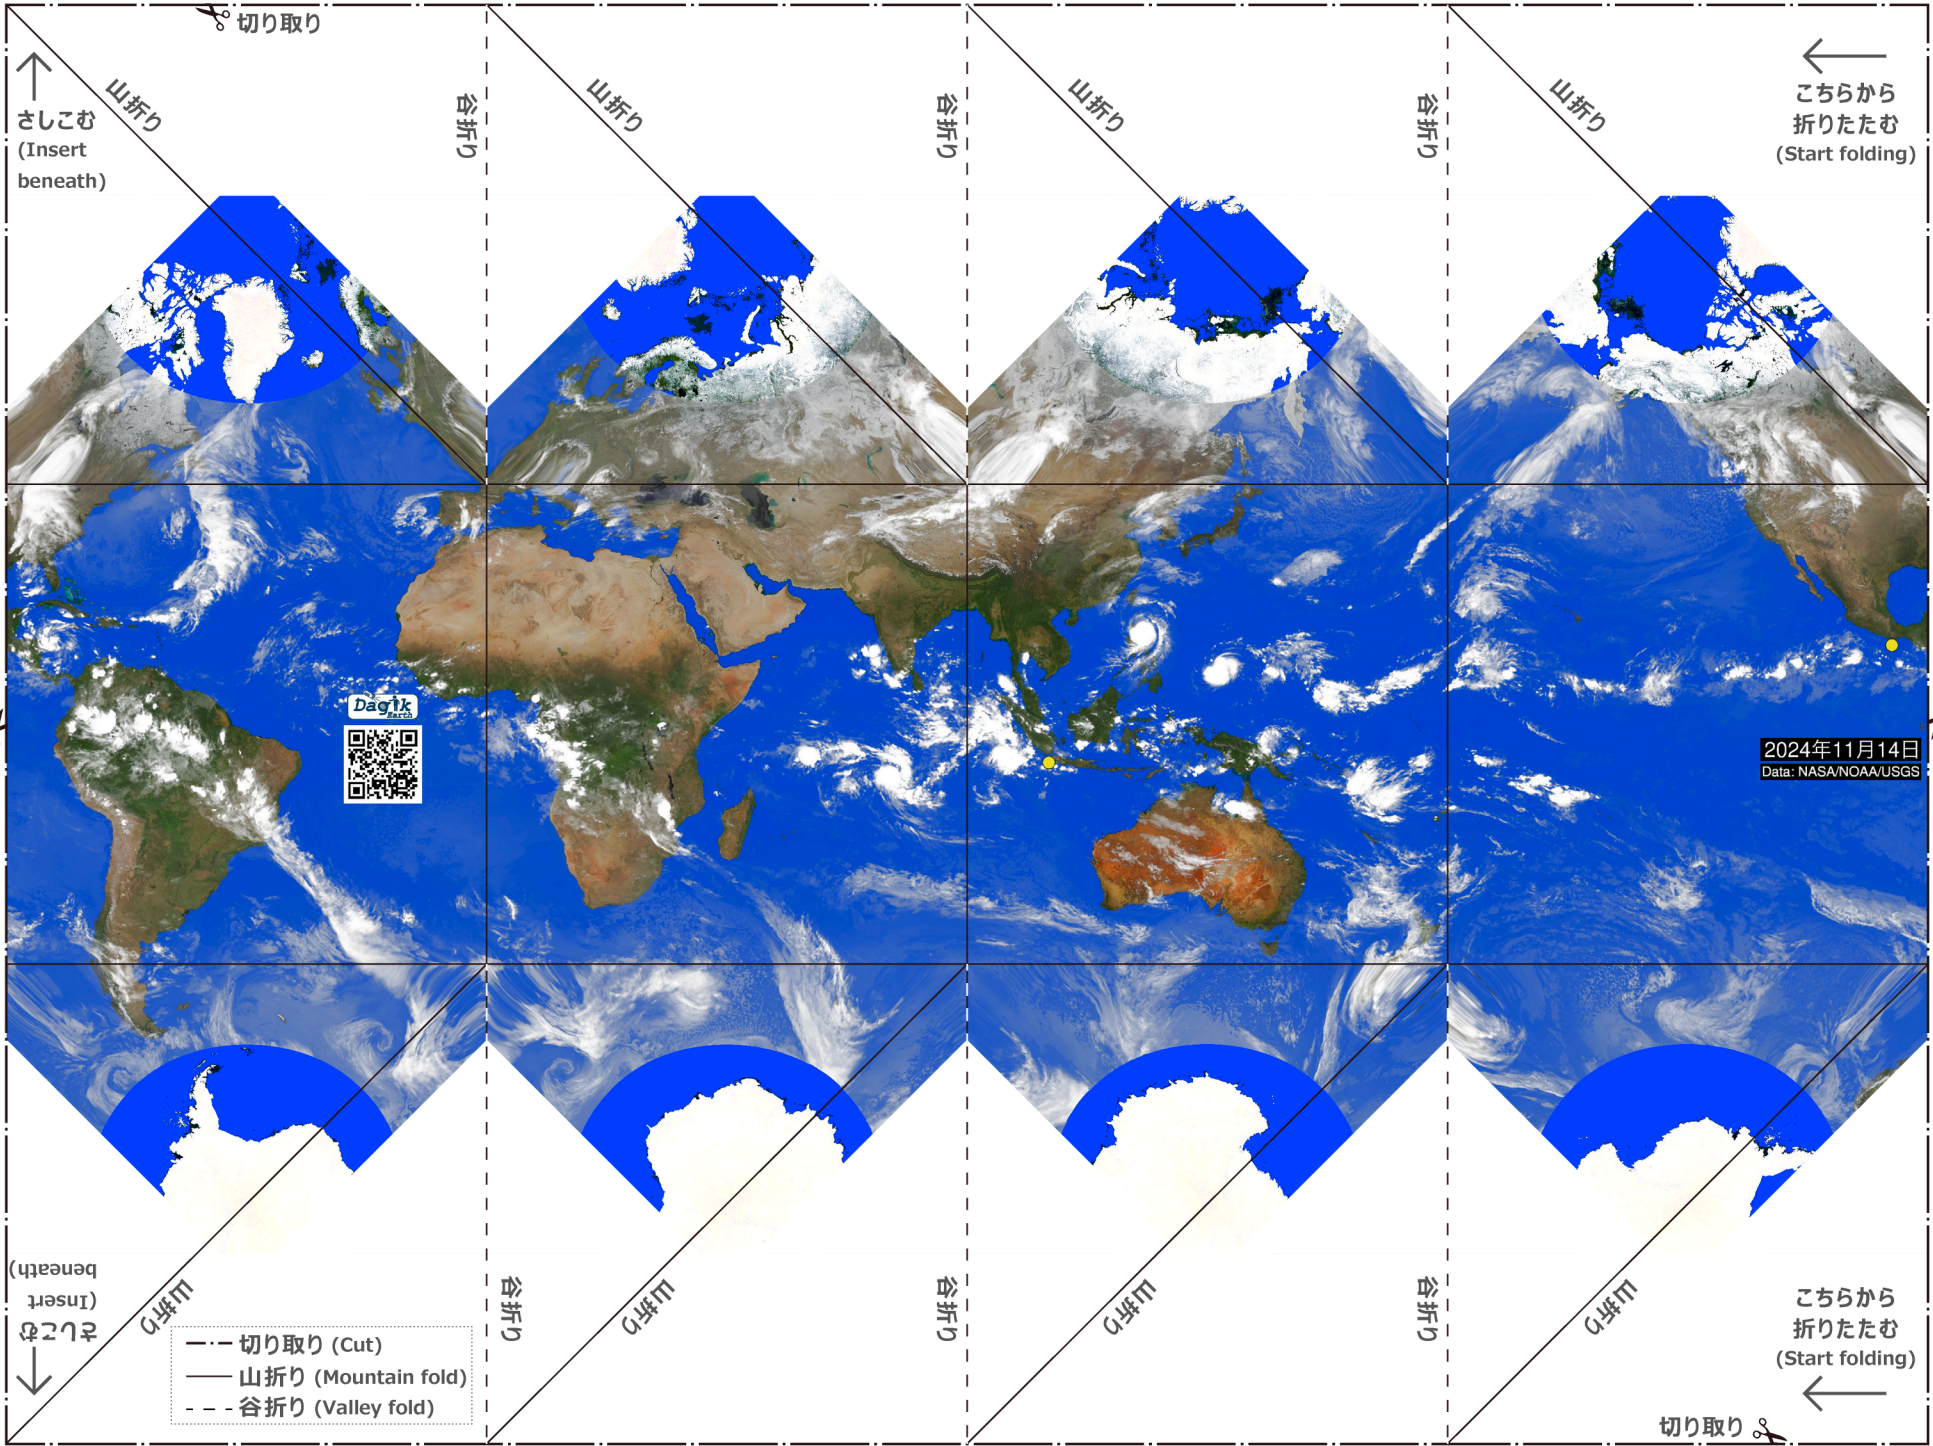 切り取り
山折り
谷折り
山折り
谷折り
山折り
谷折り
山折り
さしこむ
(Insert
beneath)
こちらから
折りたたむ
(Start folding)
Dagik
Earth
2024年11月14日
Data: NASA/NOAA/USGS
さしこむ
(Insert
beneath)
山折り
谷折り
山折り
谷折り
山折り
谷折り
山折り
切り取り (Cut)
山折り (Mountain fold)
谷折り (Valley fold)
こちらから
折りたたむ
(Start folding)
切り取り